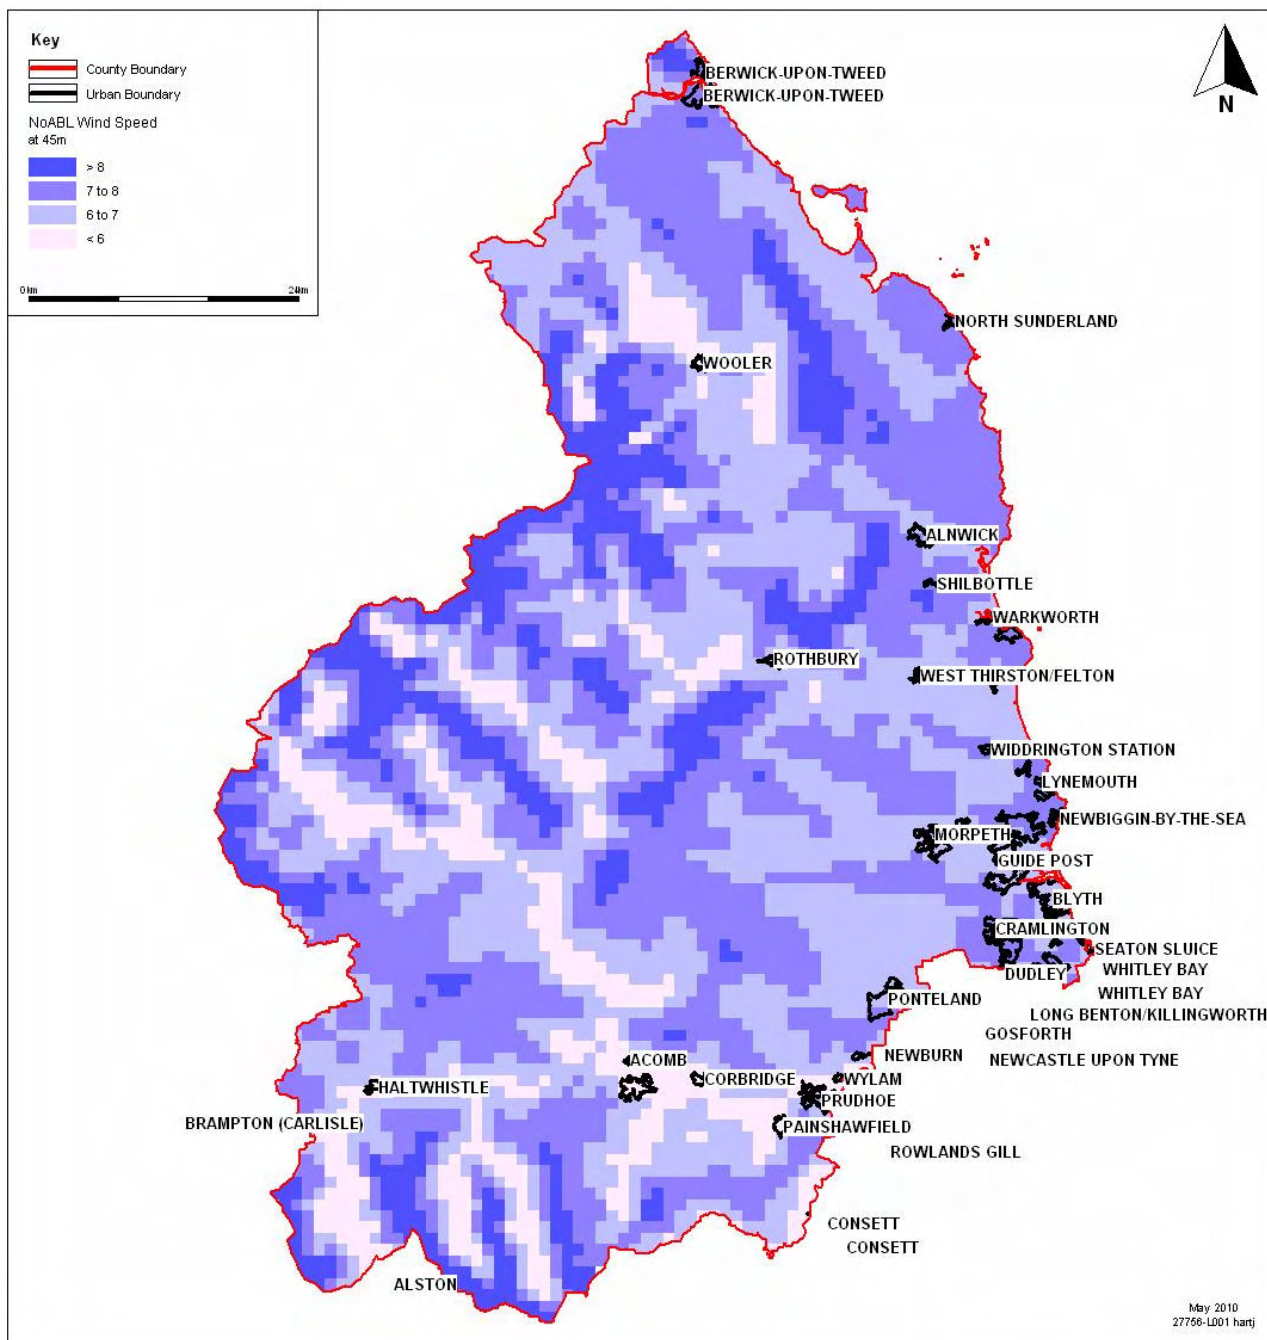 Key
County Boundary
Urban Boundary
NoABL Wind Speed
at 45m
> 8
7 to 8
6 to 7
< 6
0 km
24km
N
BERWICK-UPON-TWEED
BERWICK-UPON-TWEED
NORTH SUNDERLAND
WOOLER
ALNWICK
SHILBOTTLE
WARKWORTH
ROTHBURY
WEST THIRSTON/FELTON
WIDDRINGTON STATION
LYNEMOUTH
NEWBIGGIN-BY-THE-SEA
MORPETH
GUIDE POST
BLYTH
CRAMLINGTON
SEATON SLUICE
DUDLEY
WHITLEY BAY
WHITLEY BAY
PONTELAND
LONG BENTON/KILLINGWORTH
GOSFORTH
NEWBURN
NEWCASTLE UPON TYNE
ACOMB
CORBRIDGE
WYLAM
HALTWHISTLE
PRUDHOE
BRAMPTON (CARLISLE)
PAINSHAWFIELD
ROWLANDS GILL
CONSETT
CONSETT
ALSTON
May 2010
27756-L001 hartj